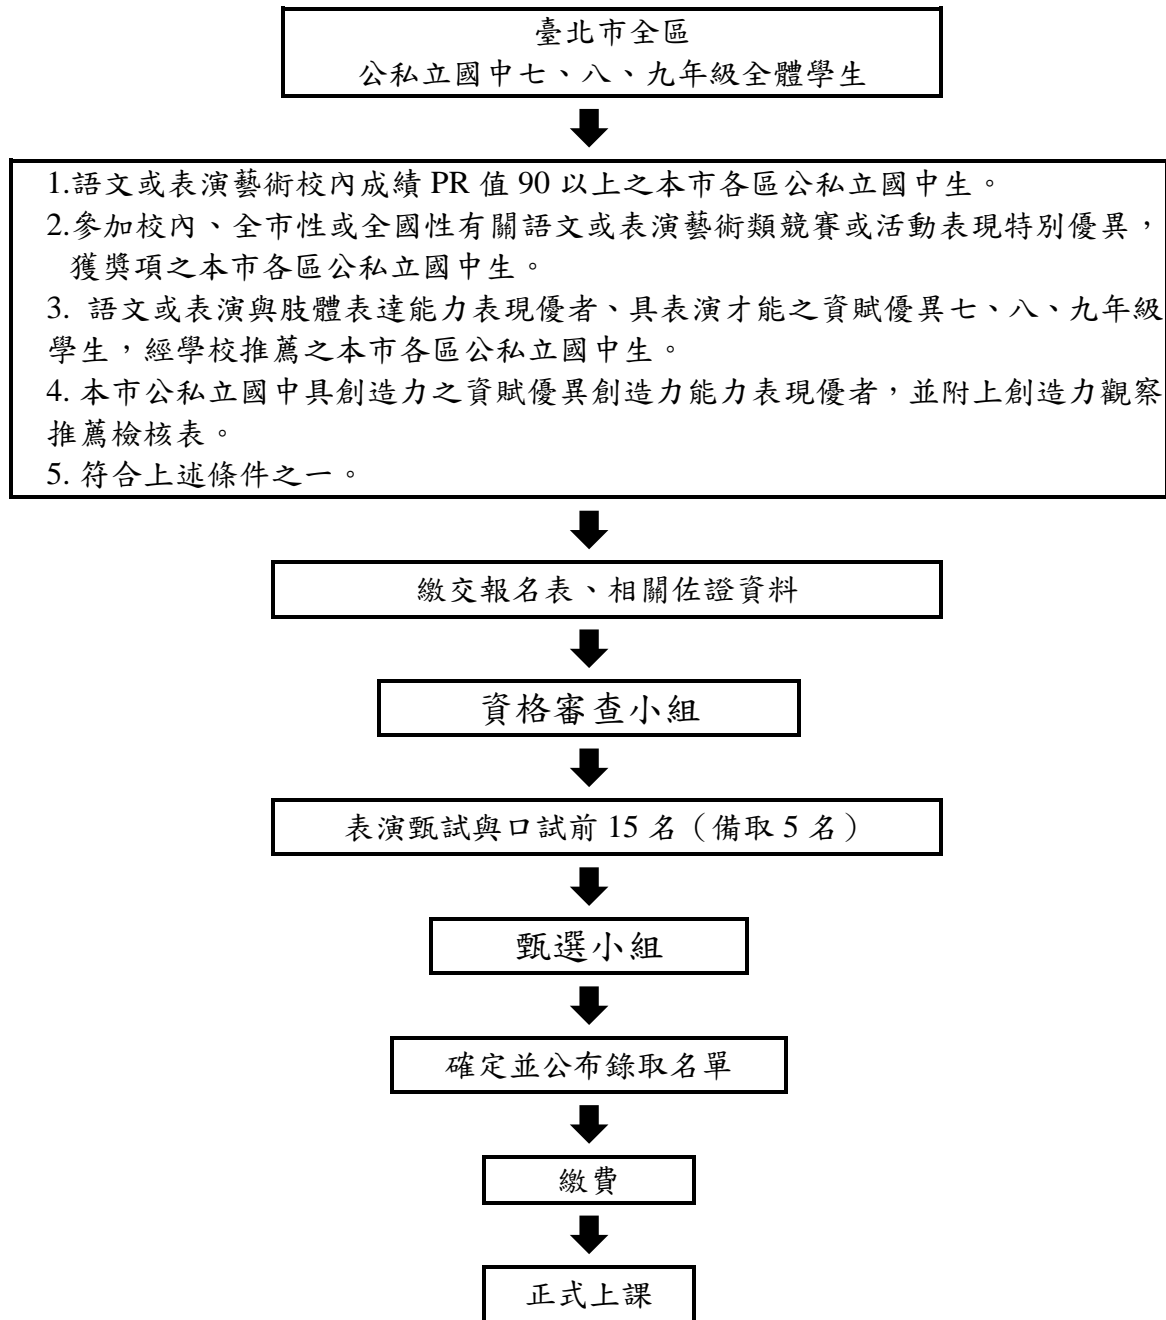 臺北市全區
公私立國中七、八、九年級全體學生
1.語文或表演藝術校內成績 PR 值 90 以上之本市各區公私立國中生。
2.參加校內、全市性或全國性有關語文或表演藝術類競賽或活動表現特別優異，
獲獎項之本市各區公私立國中生。
3. 語文或表演與肢體表達能力表現優者、具表演才能之資賦優異七、八、九年級
學生，經學校推薦之本市各區公私立國中生。
4. 本市公私立國中具創造力之資賦優異創造力能力表現優者，並附上創造力觀察
推薦檢核表。
5. 符合上述條件之一。
繳交報名表、相關佐證資料
資格審查小組
表演甄試與口試前 15 名（備取 5 名）
甄選小組
確定並公布錄取名單
繳費
正式上課